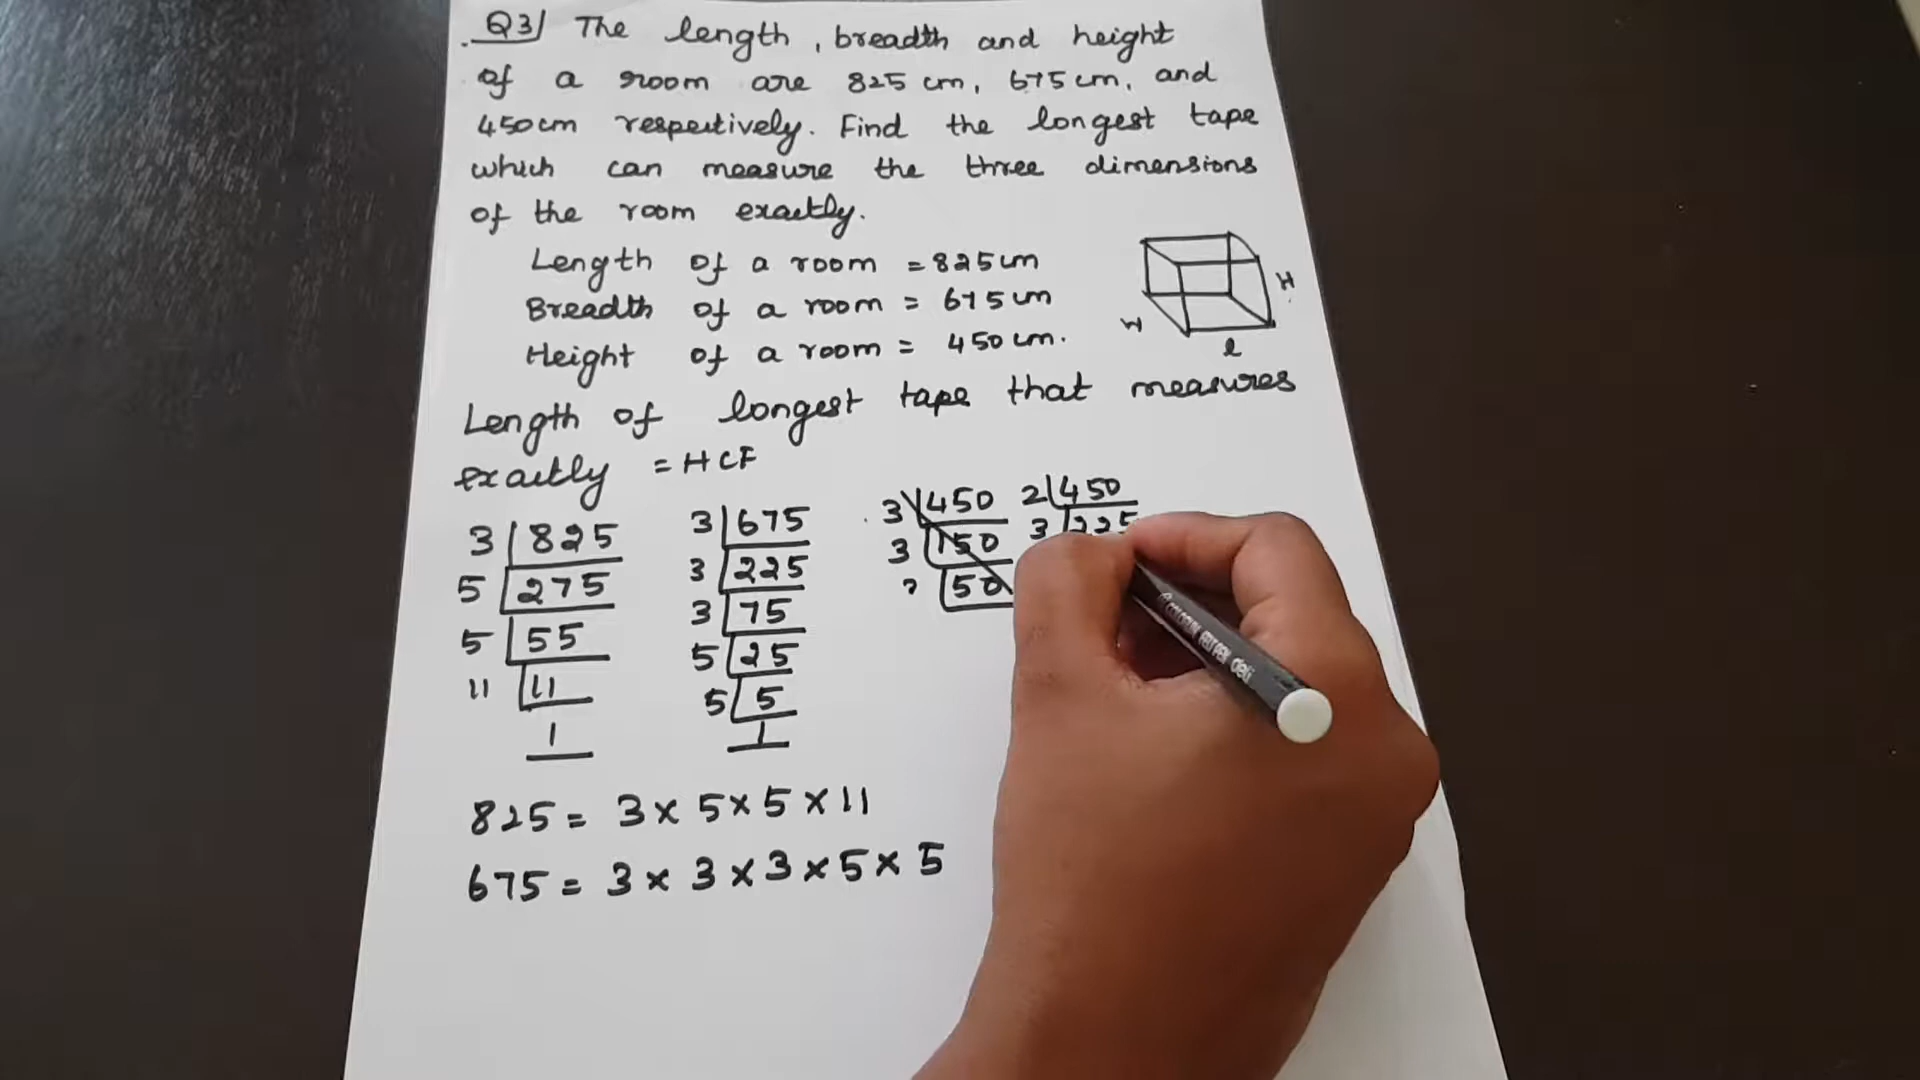 Q3/ The length, breadth and height
of a room are 825 cm, 675 cm, and
450cm respectively. Find the longest tape
which can measure the three dimensions
of the room exactly.
Length of a room = 825cm
Breadth of a room = 675cm
Height of a room = 450cm.
H
W
l
Length of longest tape that measures
exactly = HCF
3 825
5 275
5 55
11 11
1
3 675
3 225
3 75
5 25
5 5
1
3 450
3 150
50
2 450
3 225
825 = 3 × 5 × 5 × 11
675 = 3 × 3 × 3 × 5 × 5
deli